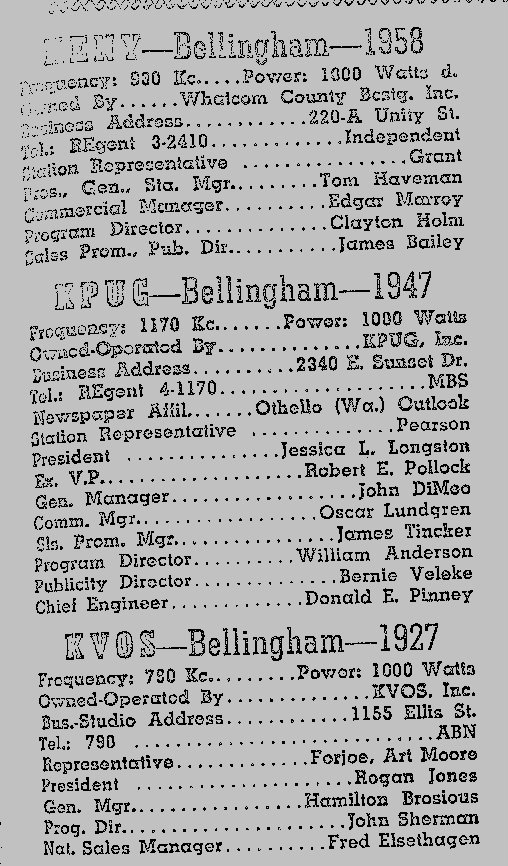 KENY—Bellingham—1958
Frequency: 930 Kc.....Power: 1000 Watts d.
Owned By......Whatcom County Bcstg. Inc.
Business Address............220-A Unity St.
Tel.: REgent 3-2410.............Independent
Station Representative ................Grant
Pres., Gen., Sta. Mgr.........Tom Haveman
Commercial Manager..........Edgar Marroy
Program Director..............Clayton Holm
Sales Prom., Pub. Dir...........James Bailey
KPUG—Bellingham—1947
Frequency: 1170 Kc.......Power: 1000 Watts
Owned-Operated By..............KPUG, Inc.
Business Address..........2340 E. Sunset Dr.
Tel.: REgent 4-1170.....................MBS
Newspaper Affil.......Othello (Wa.) Outlook
Station Representative ..............Pearson
President ...............Jessica L. Longston
Ex. V.P....................Robert E. Pollock
Gen. Manager...................John DiMeo
Comm. Mgr..................Oscar Lundgren
Sls. Prom. Mgr................James Tincker
Program Director..........William Anderson
Publicity Director..............Bernie Veleke
Chief Engineer.............Donald E. Pinney
KVOS—Bellingham—1927
Frequency: 790 Kc.........Power: 1000 Watts
Owned-Operated By..............KVOS, Inc.
Bus.-Studio Address............1155 Ellis St.
Tel.: 790 ..............................ABN
Representative.............Forjoe, Art Moore
President ......................Rogan Jones
Gen. Mgr.................Hamilton Brosious
Prog. Dir......................John Sherman
Nat. Sales Manager..........Fred Elsethagen